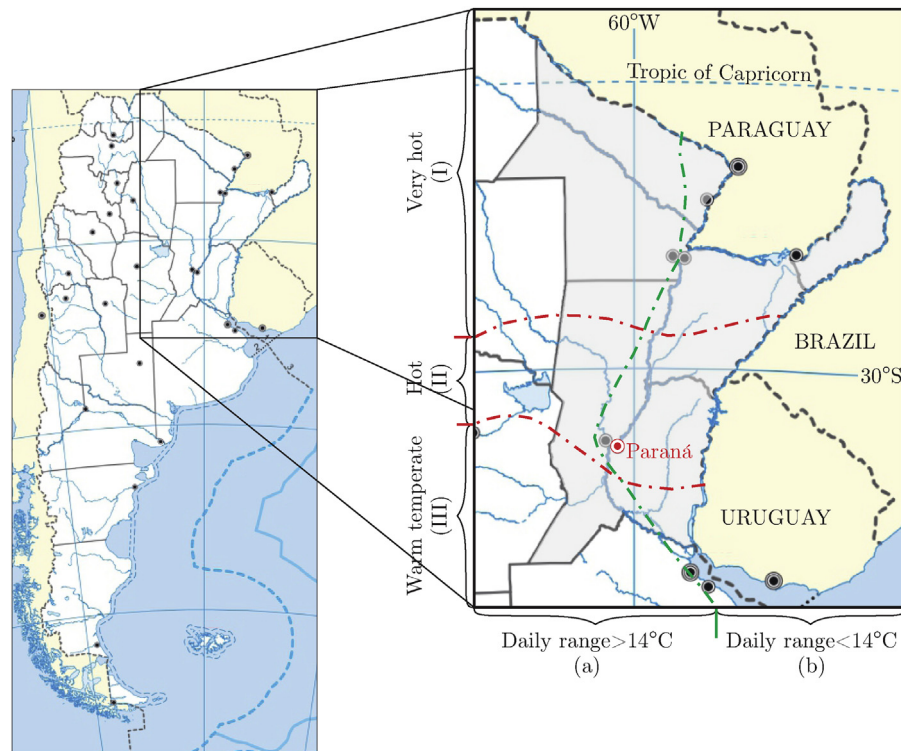 60°W
Tropic of Capricorn
PARAGUAY
Very hot
(I)
BRAZIL
Hot
(II)
30°S
Paraná
Warm temperate
(III)
URUGUAY
Daily range>14°C
(a)
Daily range<14°C
(b)